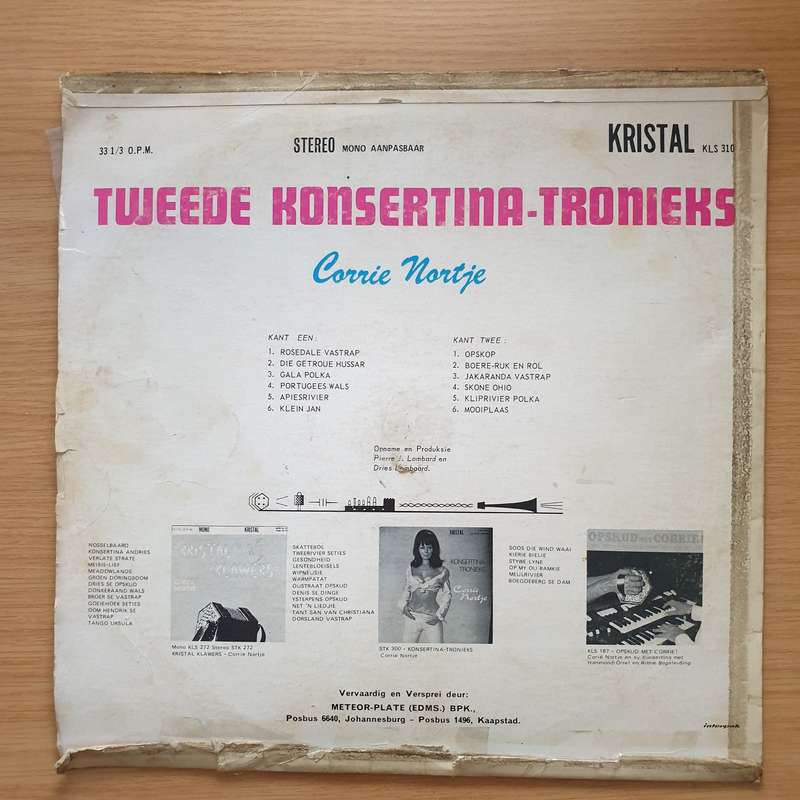 33 1/3 O.P.M.
STEREO MONO AANPASBAAR
KRISTAL KLS 310
TWEEDE KONSERTINA-TRONIEKS
Corrie Nortje
KANT EEN:
1. ROSEDALE VASTRAP
2. DIE GETROUE HUSSAR
3. GALA POLKA
4. PORTUGEES WALS
5. APIESRIVIER
6. KLEIN JAN
KANT TWEE:
1. OPSKOP
2. BOERE-RUK EN ROL
3. JAKARANDA VASTRAP
4. SKONE OHIO
5. KLIPRIVIER POLKA
6. MOOIPLAAS
Opname en Produksie
Pierre J. Lombard en
Dries Lombaard.
NOSSELBAARD
KONSERTINA ANDRIES
VERLATE STRATE
MEIRIS-LIEF
MEADOWLANDS
GROEN DORINGBOOM
DRIES SE OPSKUD
DONKERAAND WALS
BROER SE VASTRAP
GOEIEHOEK SETIES
OOM HENDRIK SE
VASTRAP
TANGO URSULA
MONO KRISTAL
KRISTAL
KLAWERS
Mono KLS 272 Stereo STK 272
KRISTAL KLAWERS - Corrie Nortje
SKATTEBOL
TWEERIVIER SETIES
GESONDHEID
LENTEBLOEISELS
WIPNEUSIE
WARMPATAT
OUSTRAAT OPSKUD
DENIS SE DINGE
YSTERPENS OPSKUD
NET 'N LIEDJIE
TANT SAN VAN CHRISTIANA
DORSLAND VASTRAP
KRISTAL
KONSERTINA-
TRONIEKS
Corrie
Nortje
STK 300 - KONSERTINA-TRONIEKS
Corrie Nortje
SOOS DIE WIND WAAI
KIERIE BIELIE
STYWE LYNE
OP MY OU RAMKIE
MEULRIVIER
BOEGOEBERG SE DAM
OPSKUD MET CORRIE!
KLS 187 - OPSKUD MET CORRIE!
Corrie Nortje en sy Konsertina met
Hammond-Orrel en Ritme Begeleiding
Vervaardig en Versprei deur:
METEOR-PLATE (EDMS.) BPK.,
Posbus 6640, Johannesburg - Posbus 1496, Kaapstad.
interpak